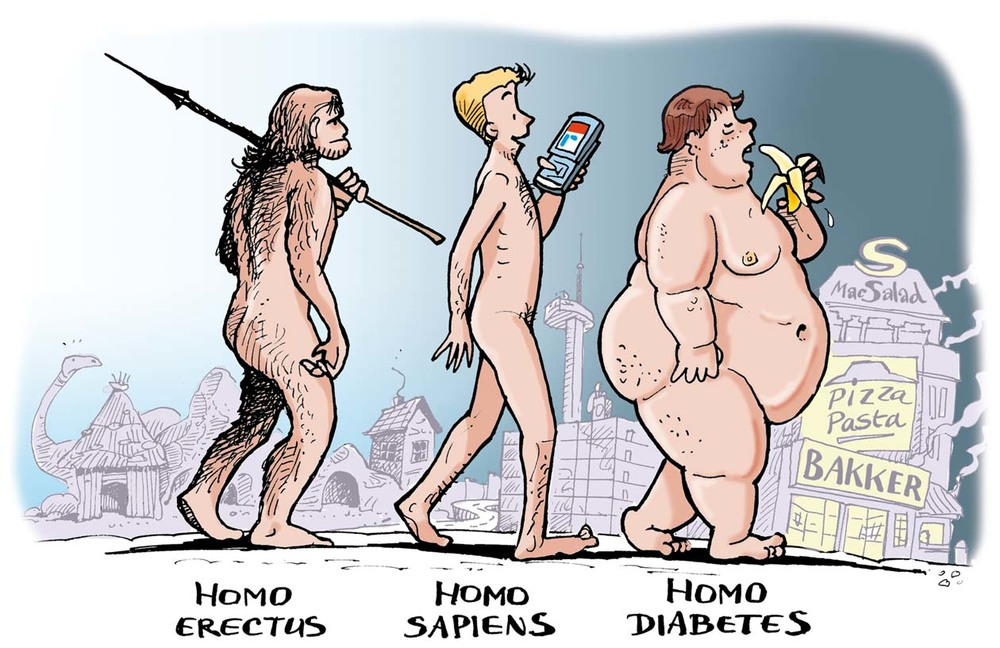 S
MacSalad
Pizza
Pasta
BAKKER
HOMO
ERECTUS
HOMO
SAPIENS
HOMO
DIABETES